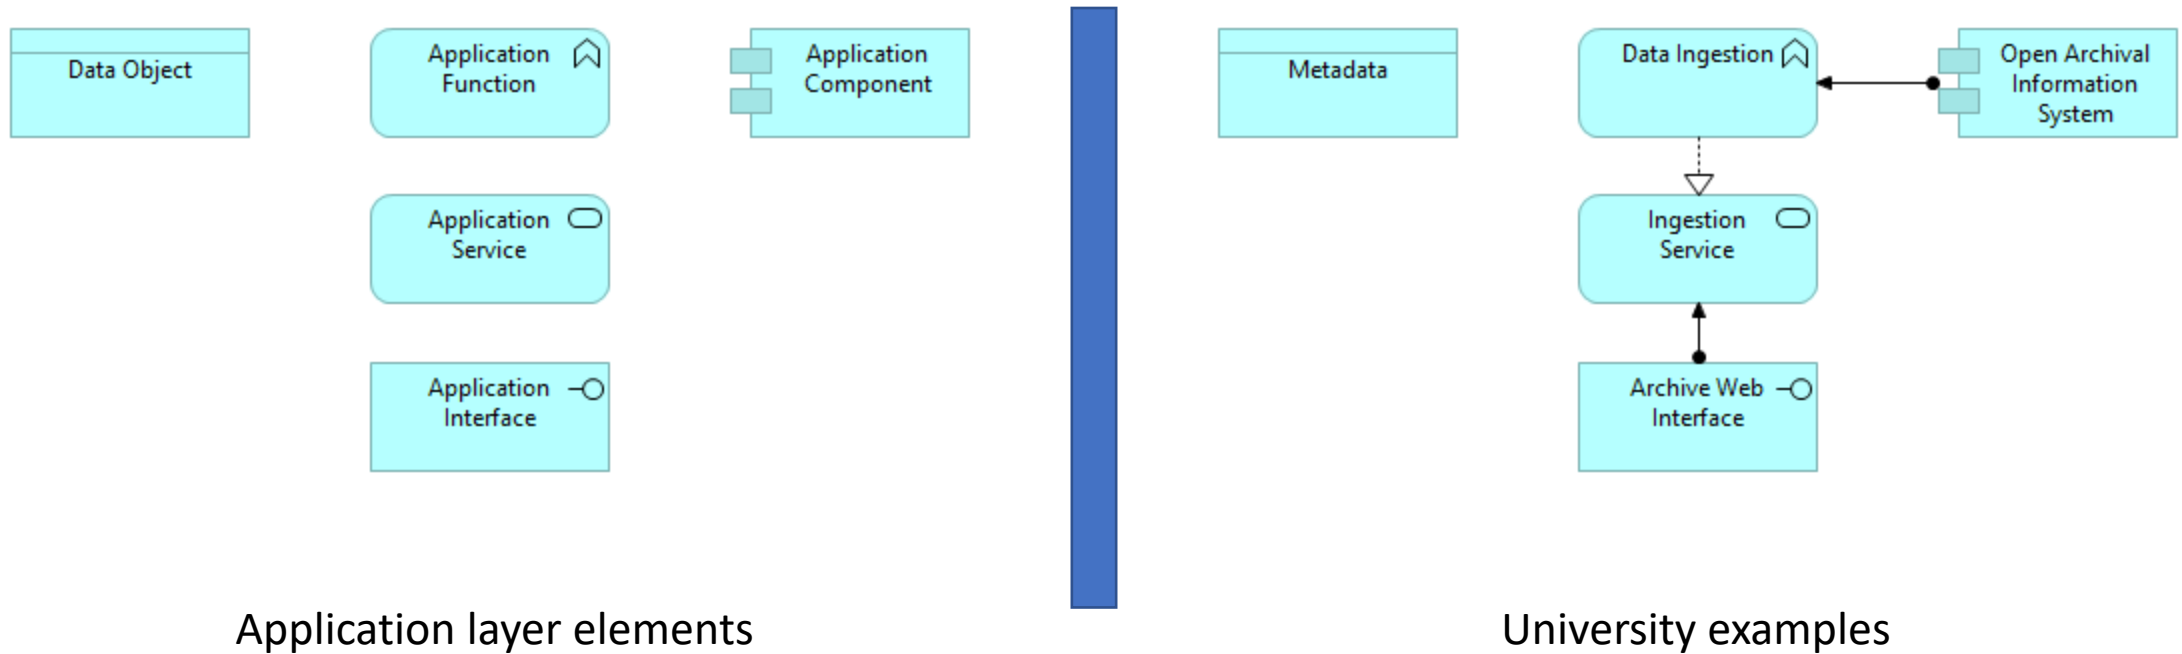 Data Object
Application
Function
Application
Component
Application
Service
Application
Interface
Application layer elements
Metadata
Data Ingestion
Open Archival
Information
System
Ingestion
Service
Archive Web
Interface
University examples